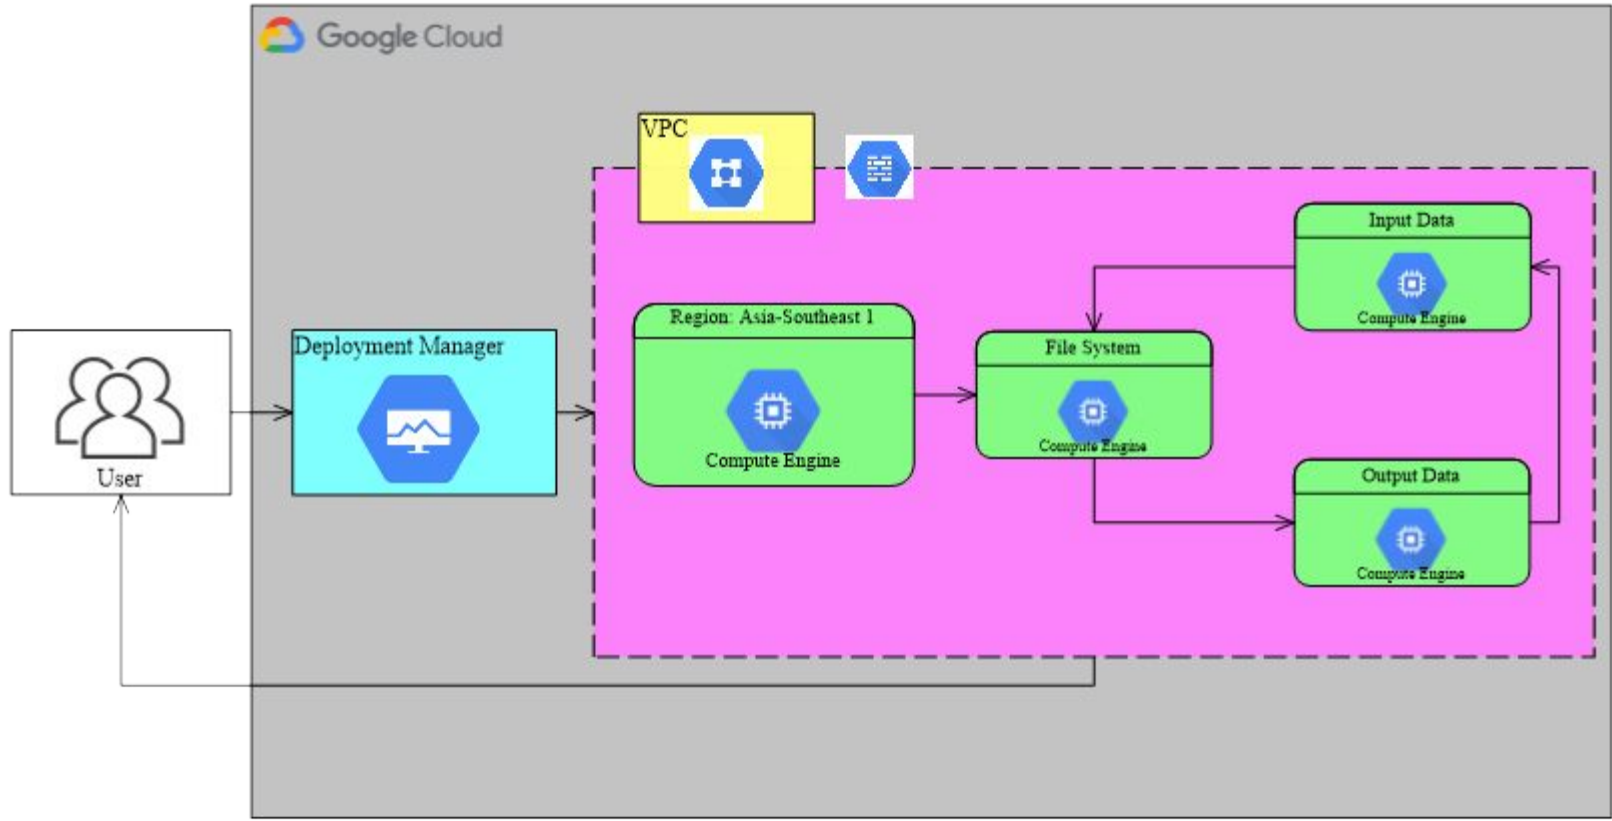 Google Cloud
VPC
Input Data
Compute Engine
Region: Asia-Southeast 1
Compute Engine
File System
Compute Engine
Deployment Manager
User
Output Data
Compute Engine